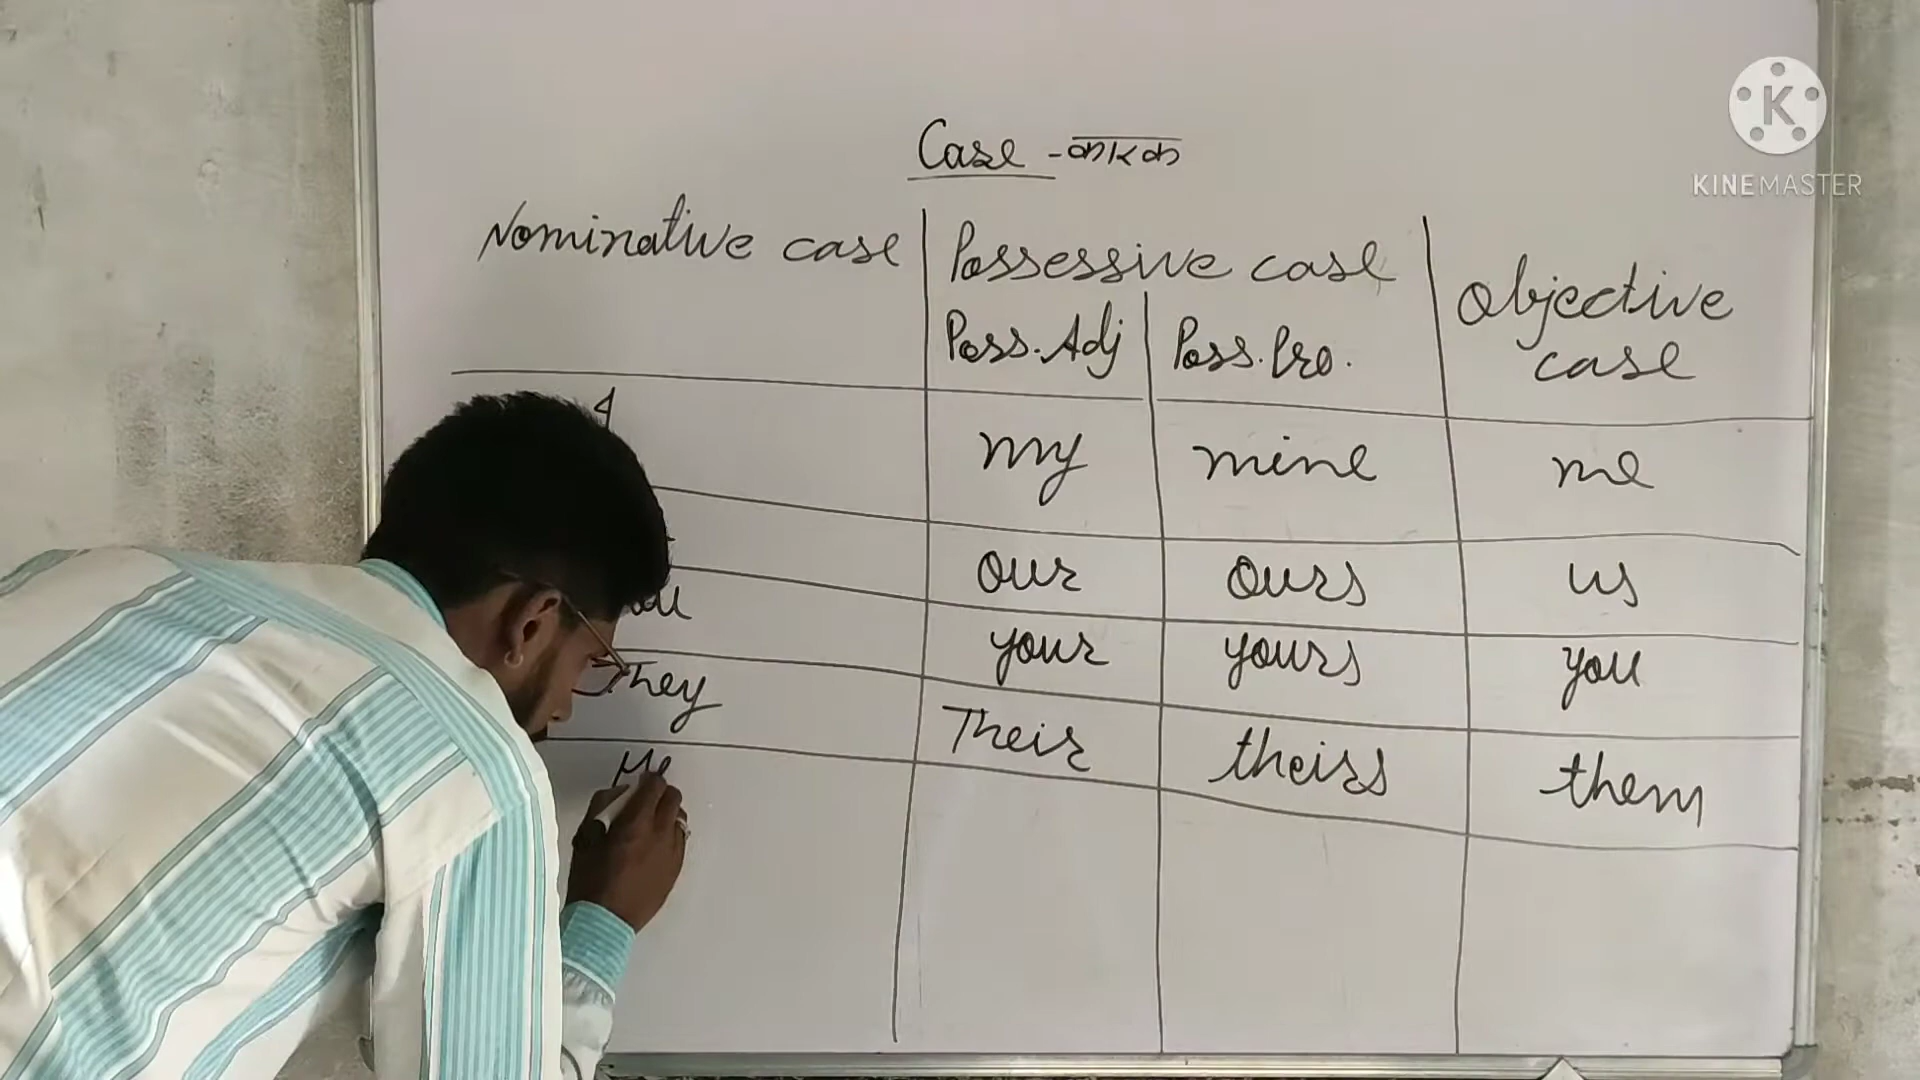 Case - कारक
KINEMASTER
Nominative case Possessive case Objective case
Poss. Adj Poss. Pro.
I my mine me
our ours us
your yours you
They Their theirs them
He